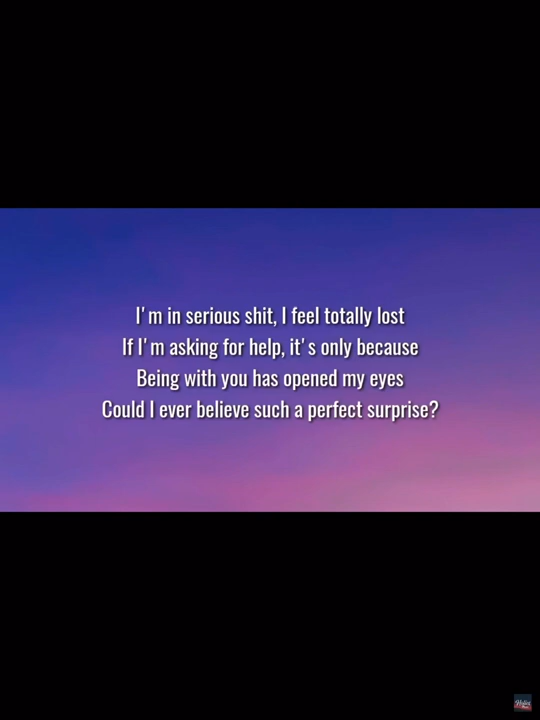 I'm in serious shit, I feel totally lost
If I'm asking for help, it's only because
Being with you has opened my eyes
Could I ever believe such a perfect surprise?